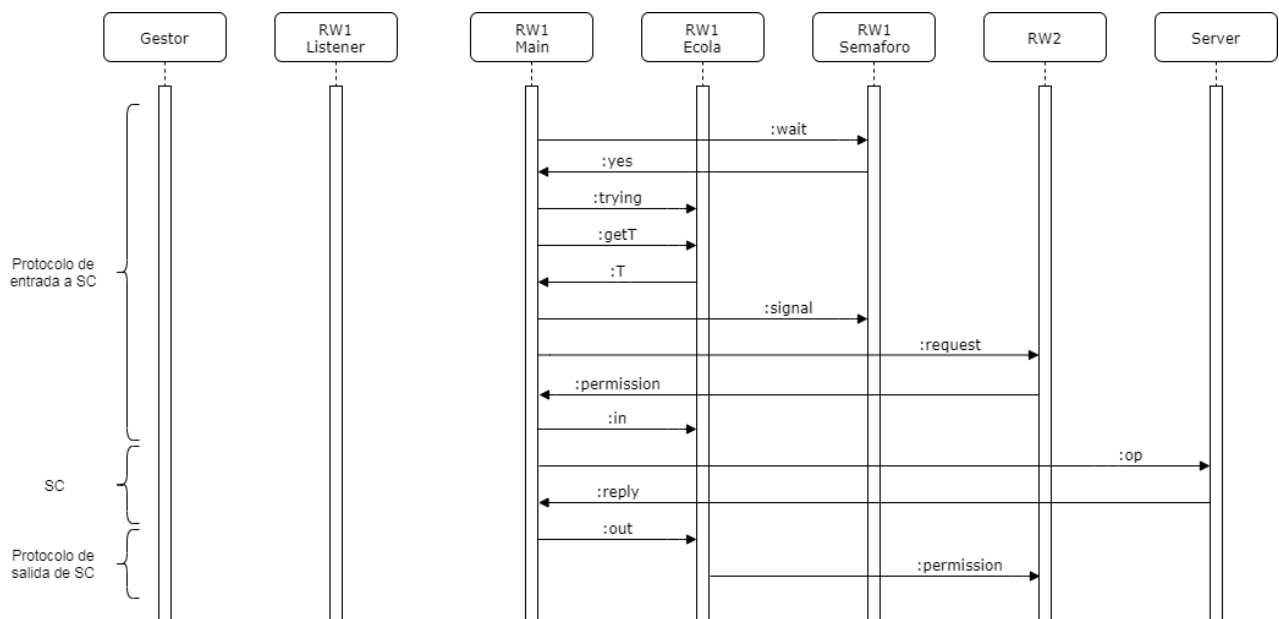 Gestor
RW1
Listener
RW1
Main
RW1
Ecola
RW1
Semaforo
RW2
Server
:wait
:yes
:trying
:getT
:T
:signal
:request
:permission
:in
:op
:reply
:out
:permission
Protocolo de
entrada a SC
SC
Protocolo de
salida de SC